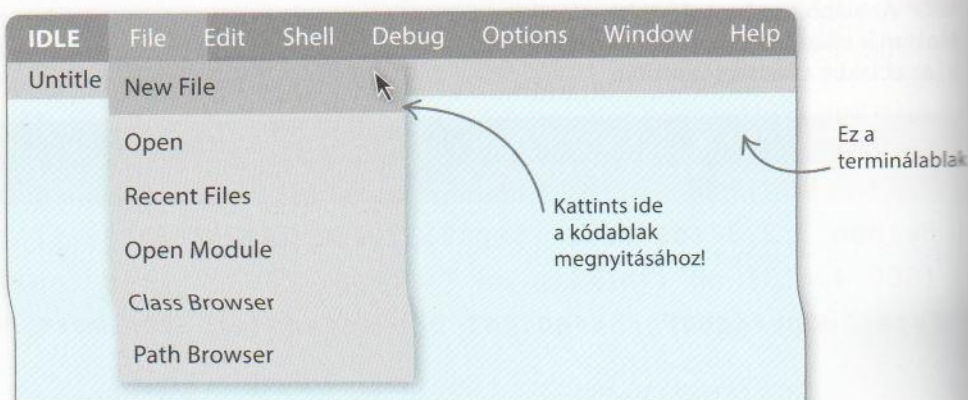 IDLE File Edit Shell Debug Options Window Help
Untitle
New File
Open
Recent Files
Open Module
Class Browser
Path Browser
Kattints ide
a kódablak
megnyitásához!
Ez a
terminálablak